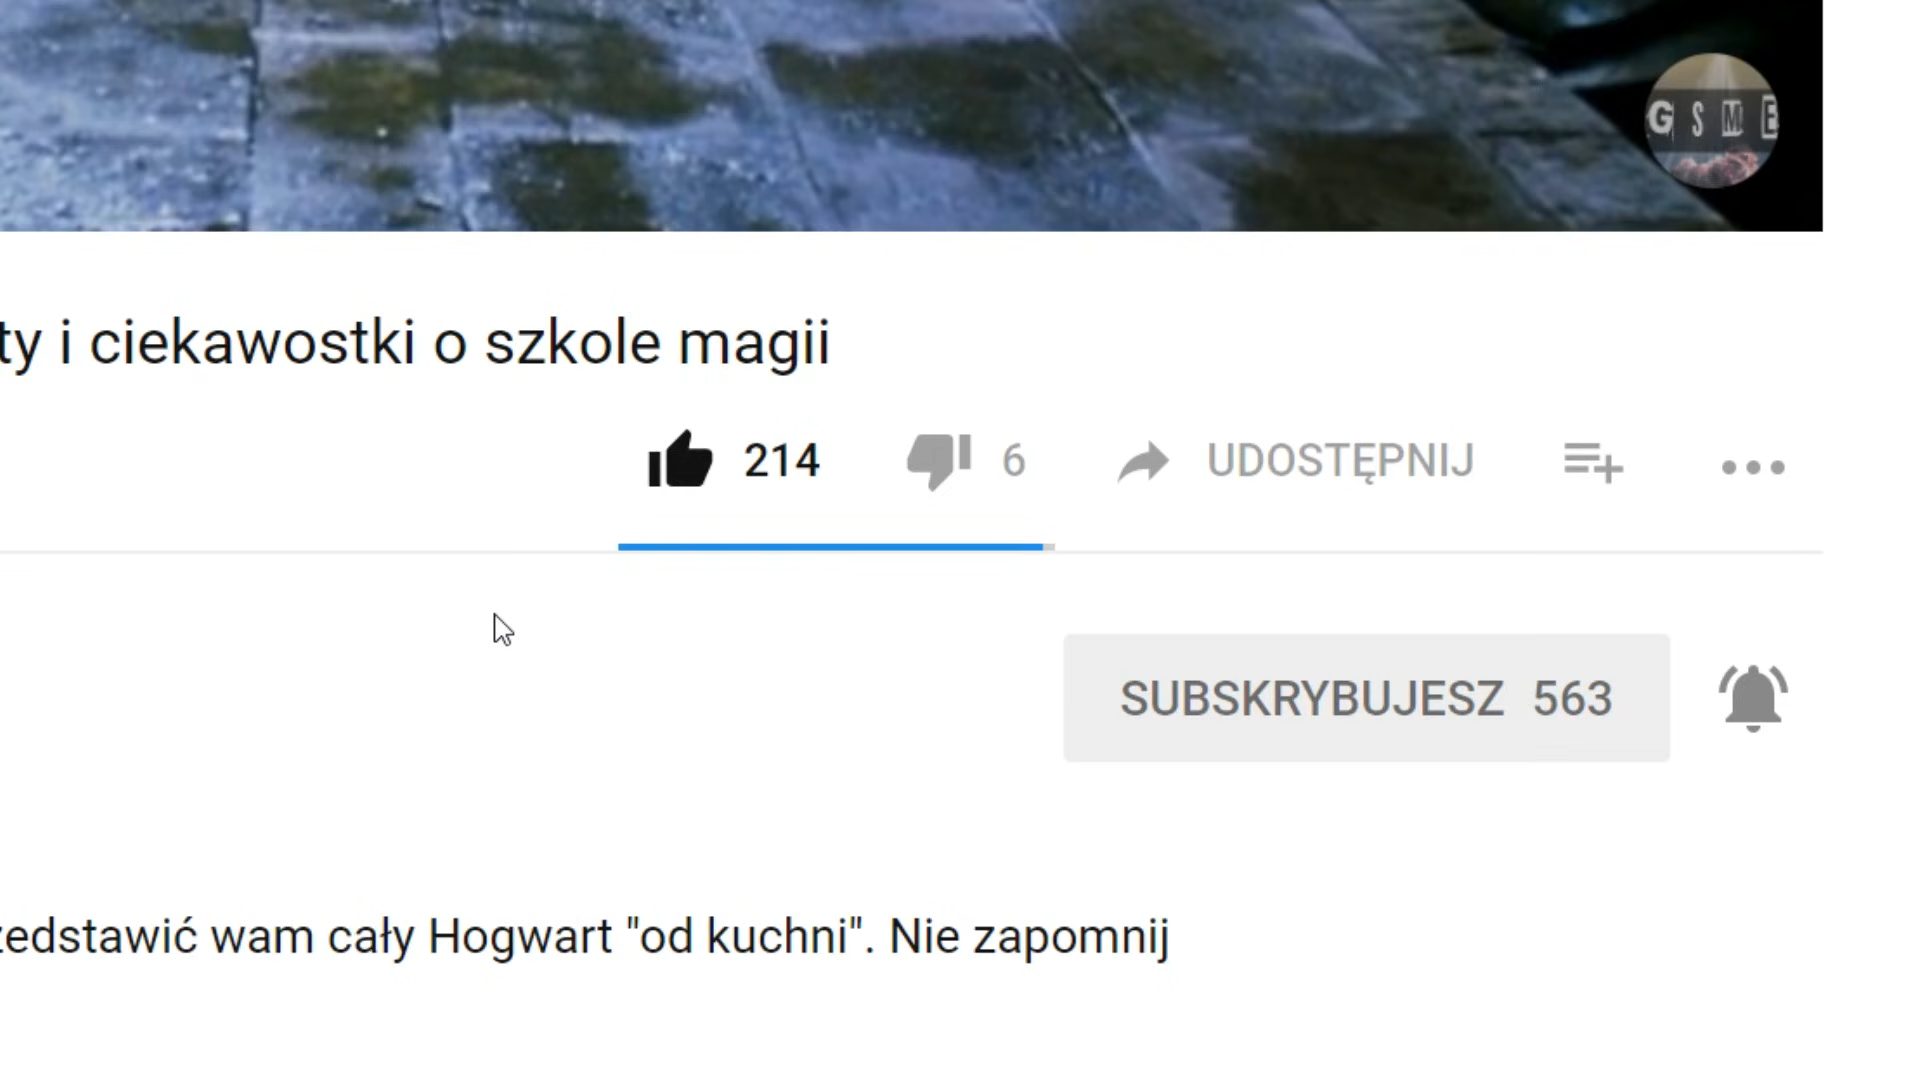 G S M E
ty i ciekawostki o szkole magii
214 6 UDOSTĘPNIJ
SUBSKRYBUJESZ 563
zedstawić wam cały Hogwart "od kuchni". Nie zapomnij